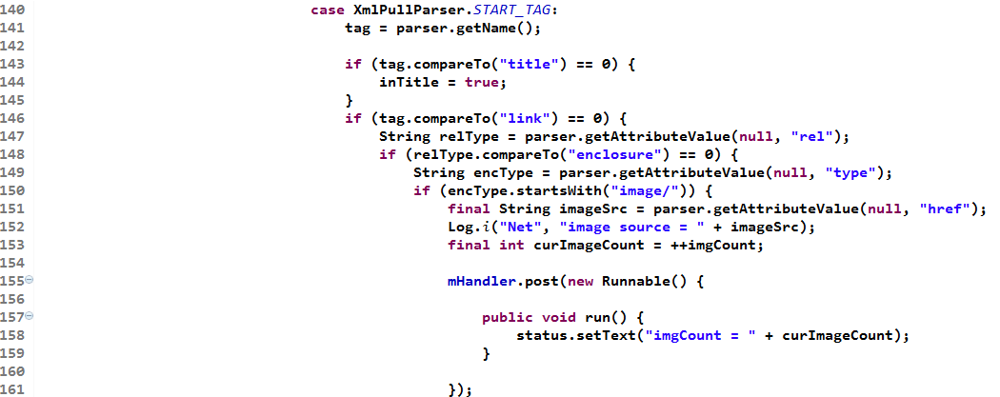 140 case XmlPullParser.START_TAG:
141 tag = parser.getName();
142
143 if (tag.compareTo("title") == 0) {
144 inTitle = true;
145 }
146 if (tag.compareTo("link") == 0) {
147 String relType = parser.getAttributeValue(null, "rel");
148 if (relType.compareTo("enclosure") == 0) {
149 String encType = parser.getAttributeValue(null, "type");
150 if (encType.startsWith("image/")) {
151 final String imageSrc = parser.getAttributeValue(null, "href");
152 Log.i("Net", "image source = " + imageSrc);
153 final int curImageCount = ++imgCount;
154
155 mHandler.post(new Runnable() {
156
157 public void run() {
158 status.setText("imgCount = " + curImageCount);
159 }
160
161 });